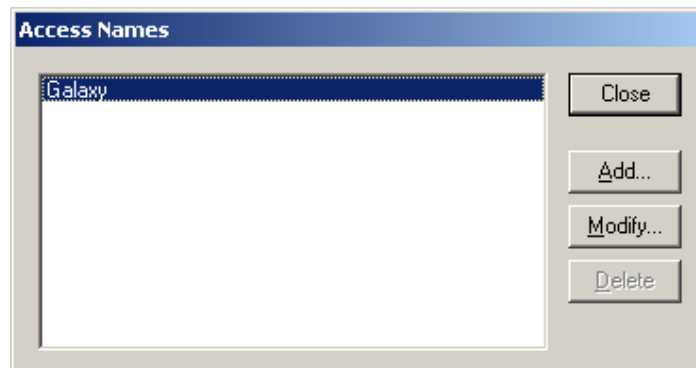 Access Names
Galaxy
Close
Add...
Modify...
Delete